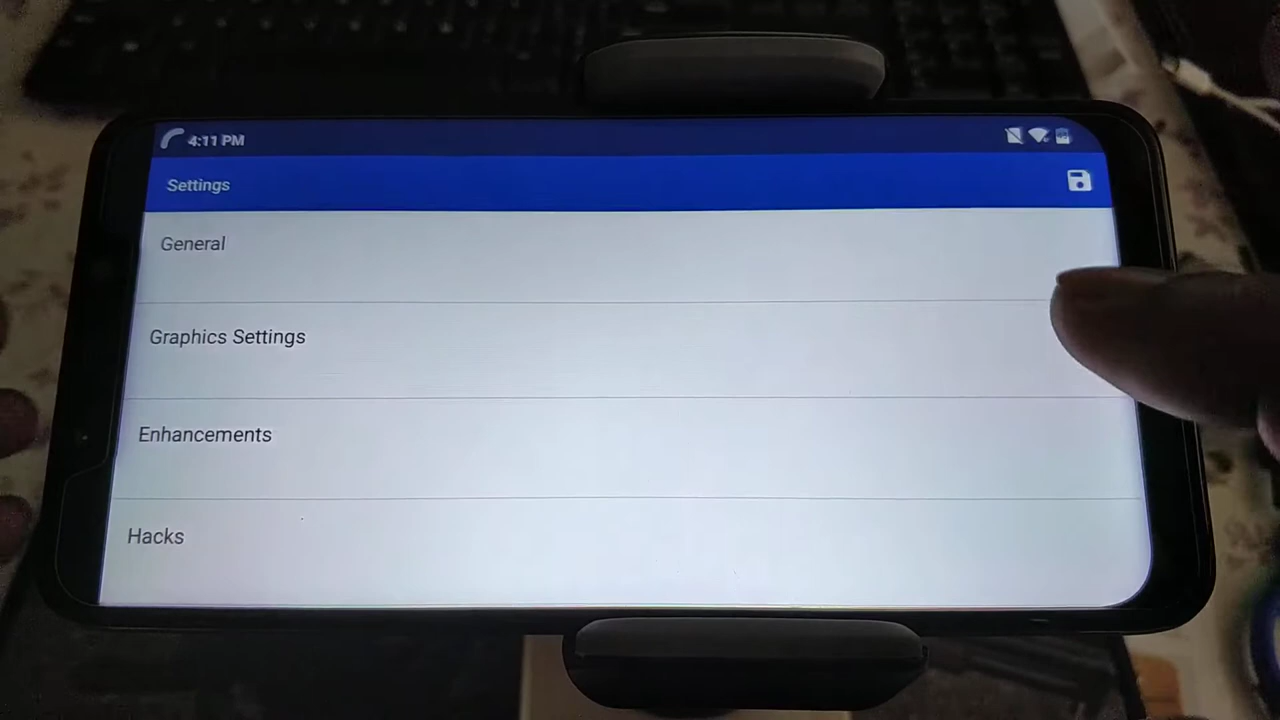 4:11 PM
Settings
General
Graphics Settings
Enhancements
Hacks